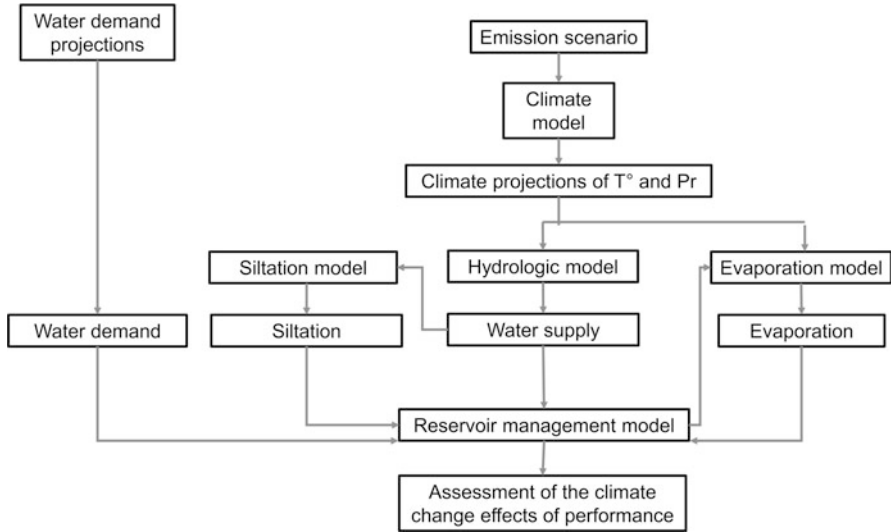 Water demand
projections
Emission scenario
Climate
model
Climate projections of T° and Pr
Siltation model
Hydrologic model
Evaporation model
Water demand
Siltation
Water supply
Evaporation
Reservoir management model
Assessment of the climate
change effects of performance